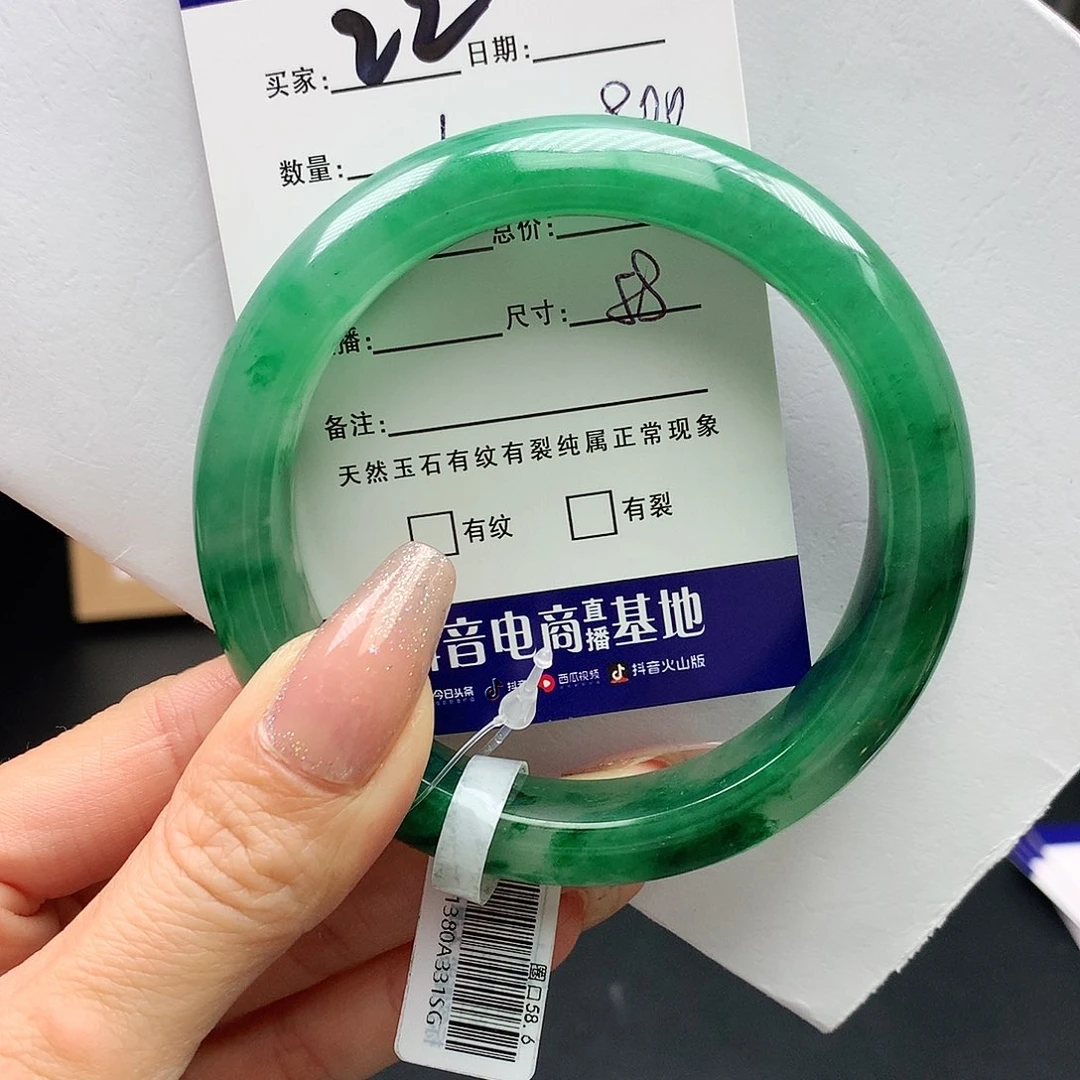 买家: 22 日期:
数量: 800
总价:
播: 尺寸: 58
备注:
天然玉石有纹有裂纯属正常现象
有纹 有裂
音电商直播基地
今日头条 抖音 西瓜视频 抖音火山版
1380A331SG
圈口58.6